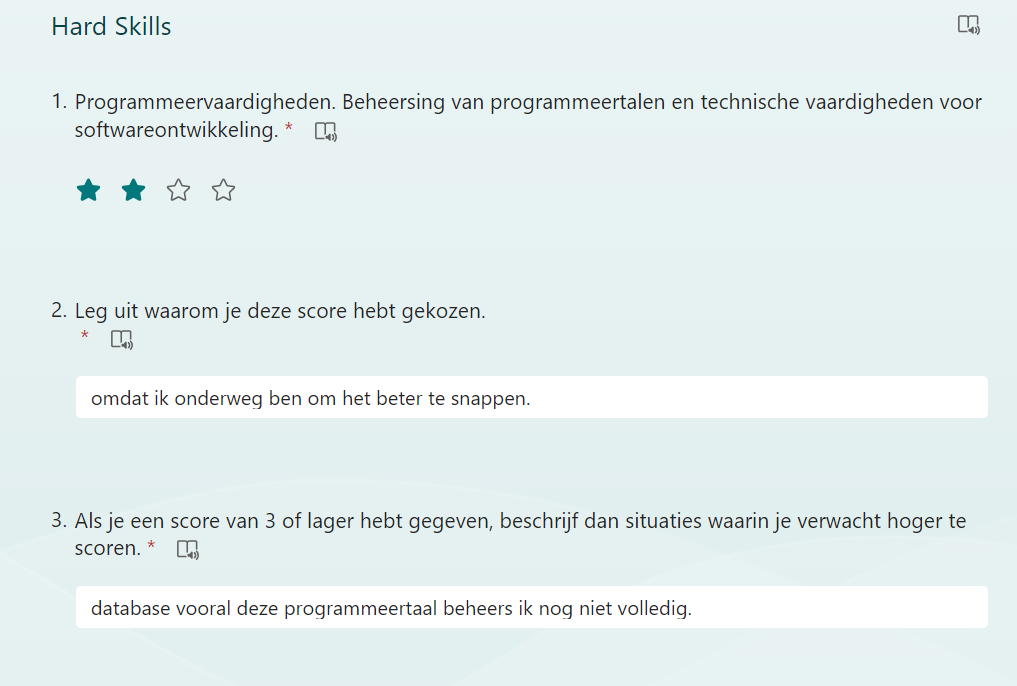 Hard Skills
1. Programmeervaardigheden. Beheersing van programmeertalen en technische vaardigheden voor
softwareontwikkeling. *
2. Leg uit waarom je deze score hebt gekozen.
*
omdat ik onderweg ben om het beter te snappen.
3. Als je een score van 3 of lager hebt gegeven, beschrijf dan situaties waarin je verwacht hoger te
scoren. *
database vooral deze programmeertaal beheers ik nog niet volledig.